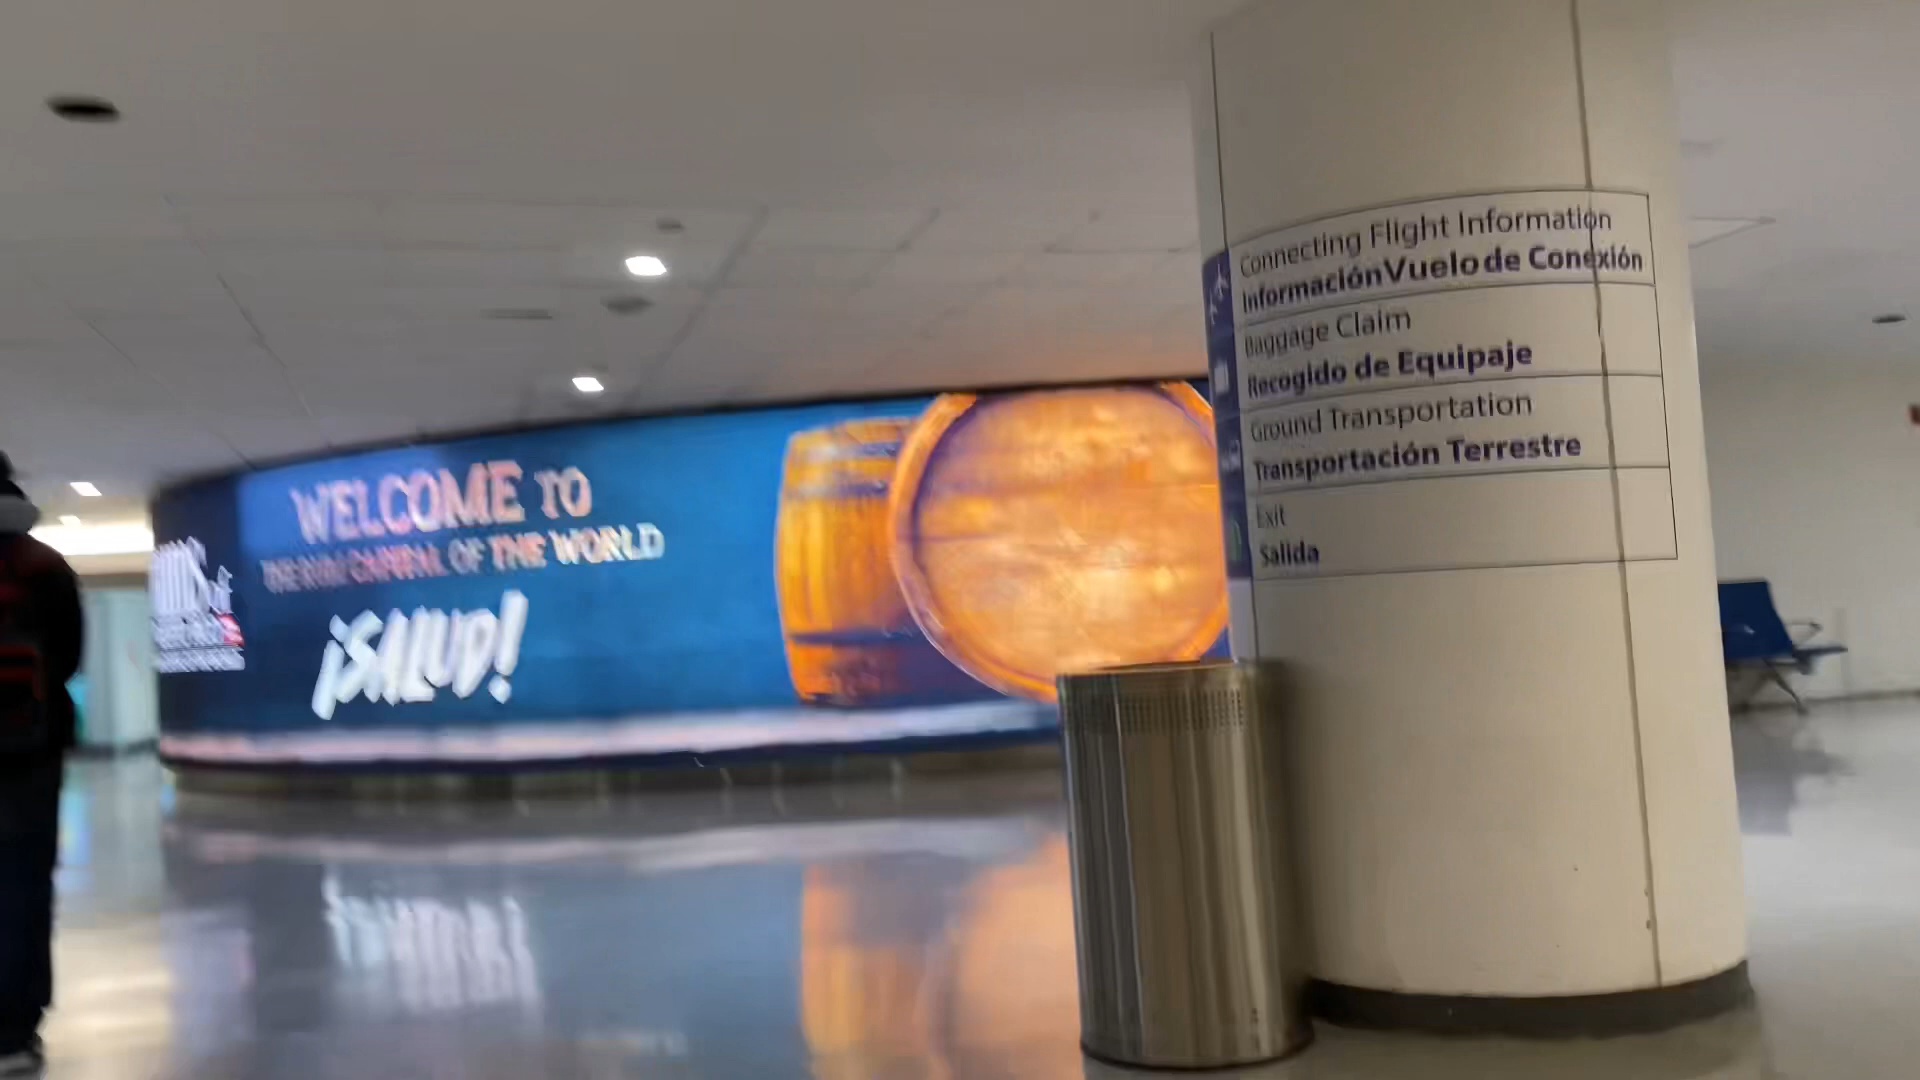 WELCOME TO
THE RUM CAPITAL OF THE WORLD
¡SALUD!
Connecting Flight Information
Información Vuelo de Conexión
Baggage Claim
Recogido de Equipaje
Ground Transportation
Transportación Terrestre
Exit
Salida